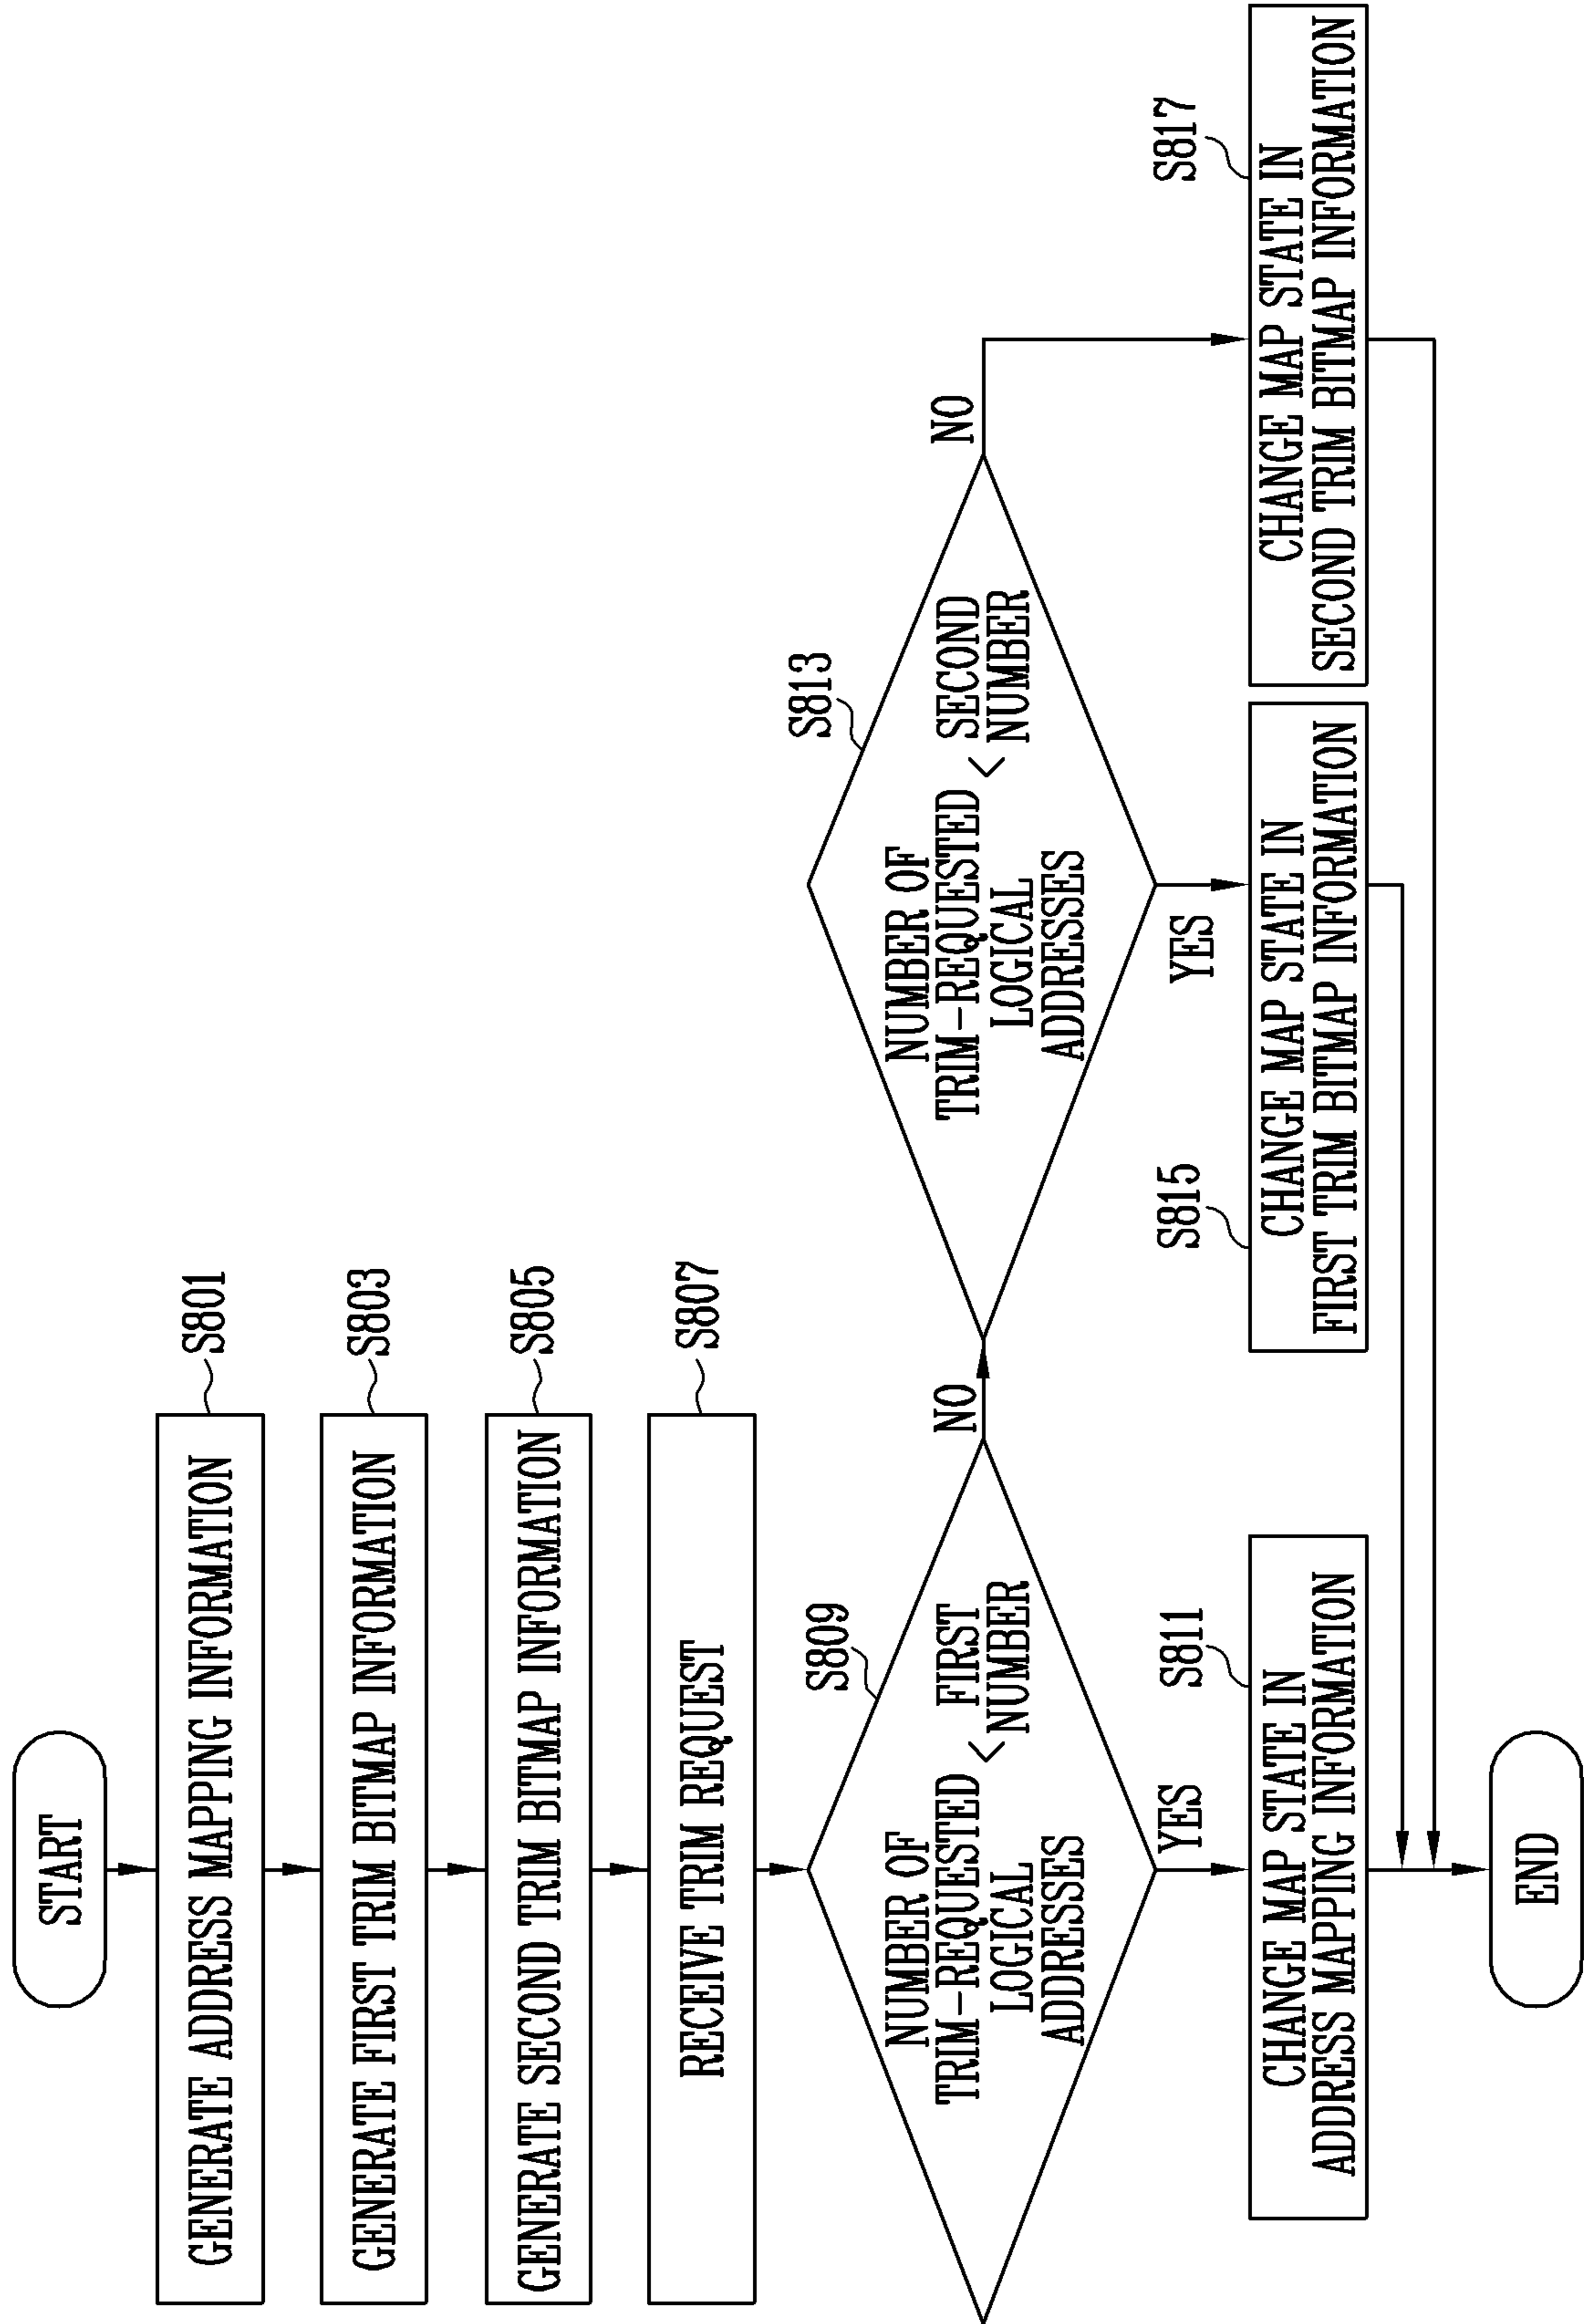 START
GENERATE ADDRESS MAPPING INFORMATION
S801
GENERATE FIRST TRIM BITMAP INFORMATION
S803
GENERATE SECOND TRIM BITMAP INFORMATION
S805
RECEIVE TRIM REQUEST
S807
S809
NUMBER OF
TRIM-REQUESTED
LOGICAL
ADDRESSES
<
FIRST
NUMBER
NO
YES
S813
NUMBER OF
TRIM-REQUESTED
LOGICAL
ADDRESSES
<
SECOND
NUMBER
NO
YES
S811
CHANGE MAP STATE IN
ADDRESS MAPPING INFORMATION
S815
CHANGE MAP STATE IN
FIRST TRIM BITMAP INFORMATION
S817
CHANGE MAP STATE IN
SECOND TRIM BITMAP INFORMATION
END